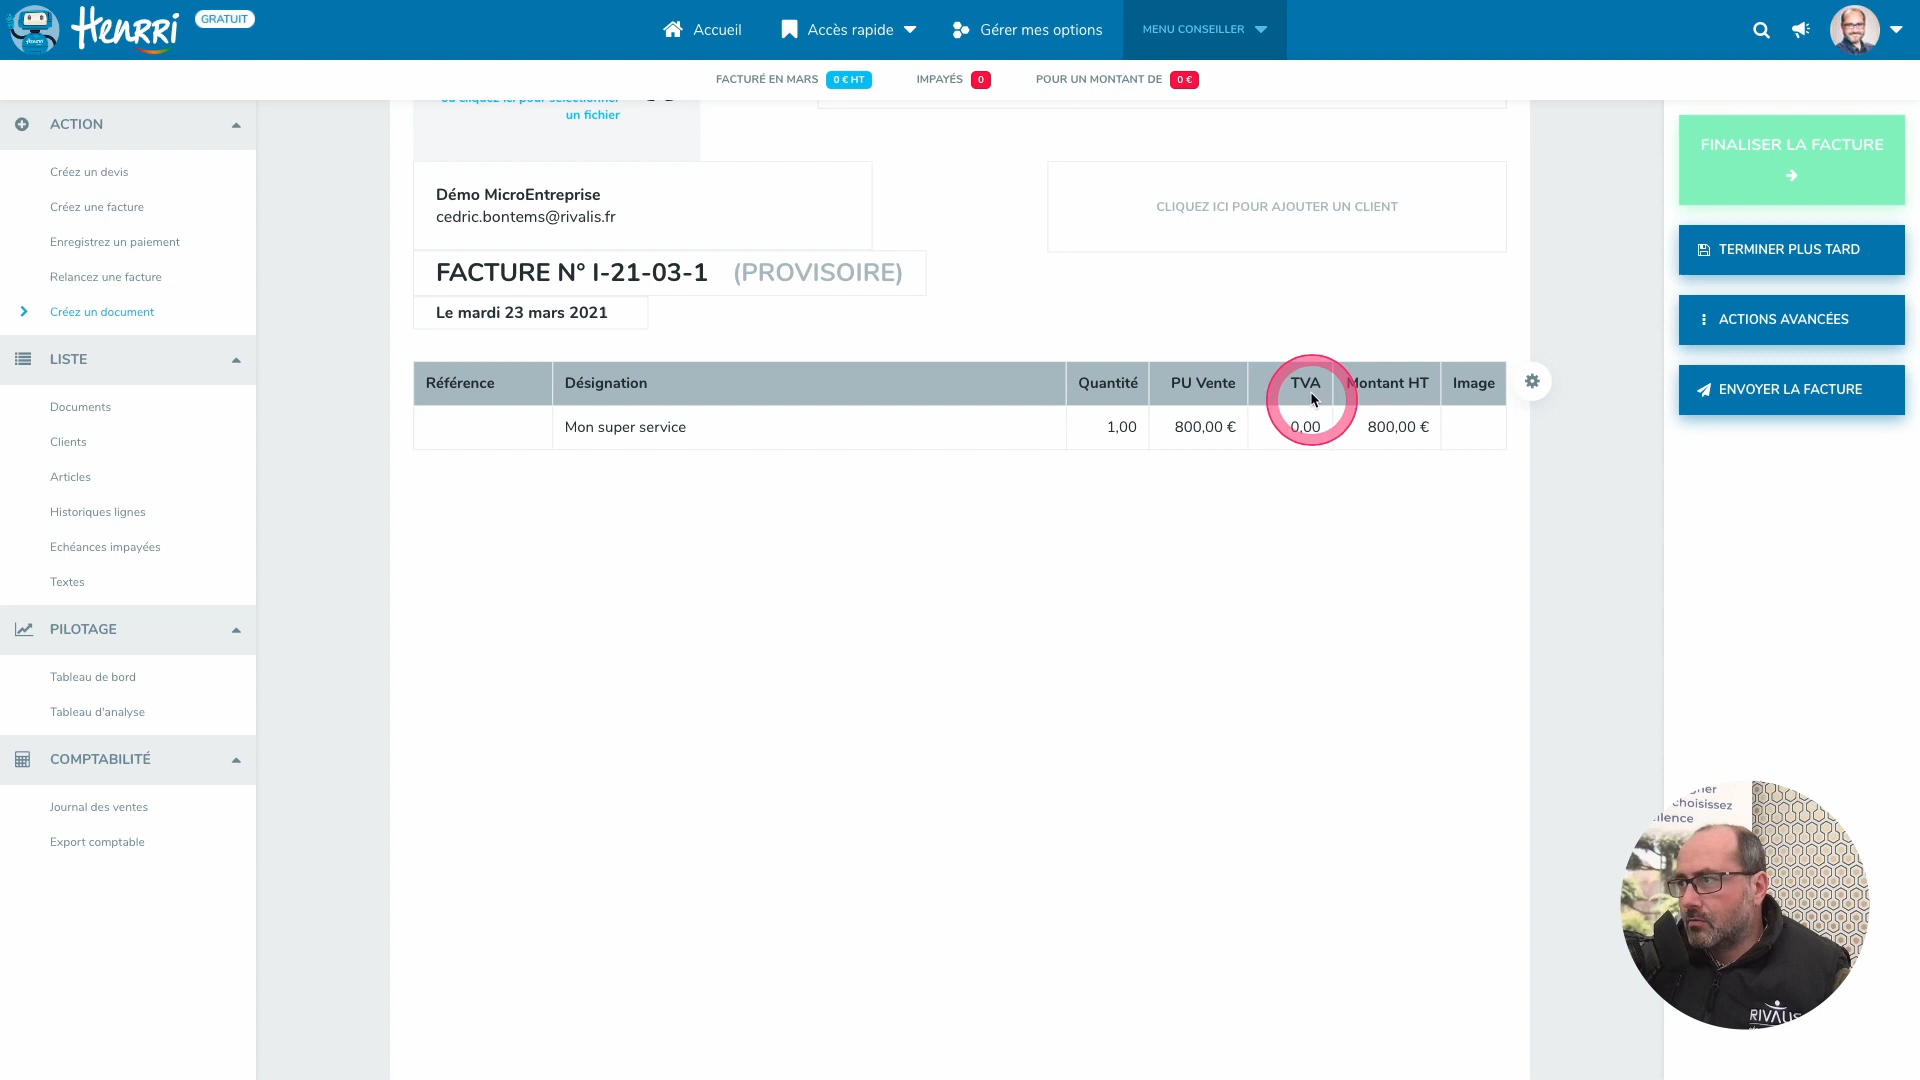 Henrri
GRATUIT
Accueil
Accès rapide
Gérer mes options
MENU CONSEILLER
FACTURÉ EN MARS 0 € HT
IMPAYÉS 0
POUR UN MONTANT DE 0 €
ACTION
Créez un devis
Créez une facture
Enregistrez un paiement
Relancez une facture
Créez un document
LISTE
Documents
Clients
Articles
Historiques lignes
Echéances impayées
Textes
PILOTAGE
Tableau de bord
Tableau d'analyse
COMPTABILITÉ
Journal des ventes
Export comptable
ou cliquez ici pour sélectionner
un fichier
Démo MicroEntreprise
cedric.bontems@rivalis.fr
CLIQUEZ ICI POUR AJOUTER UN CLIENT
FACTURE N° I-21-03-1 (PROVISOIRE)
Le mardi 23 mars 2021
Référence Désignation Quantité PU Vente TVA Montant HT Image
Mon super service 1,00 800,00 € 0,00 800,00 €
FINALISER LA FACTURE
TERMINER PLUS TARD
ACTIONS AVANCÉES
ENVOYER LA FACTURE
choisissez
RIVALIS